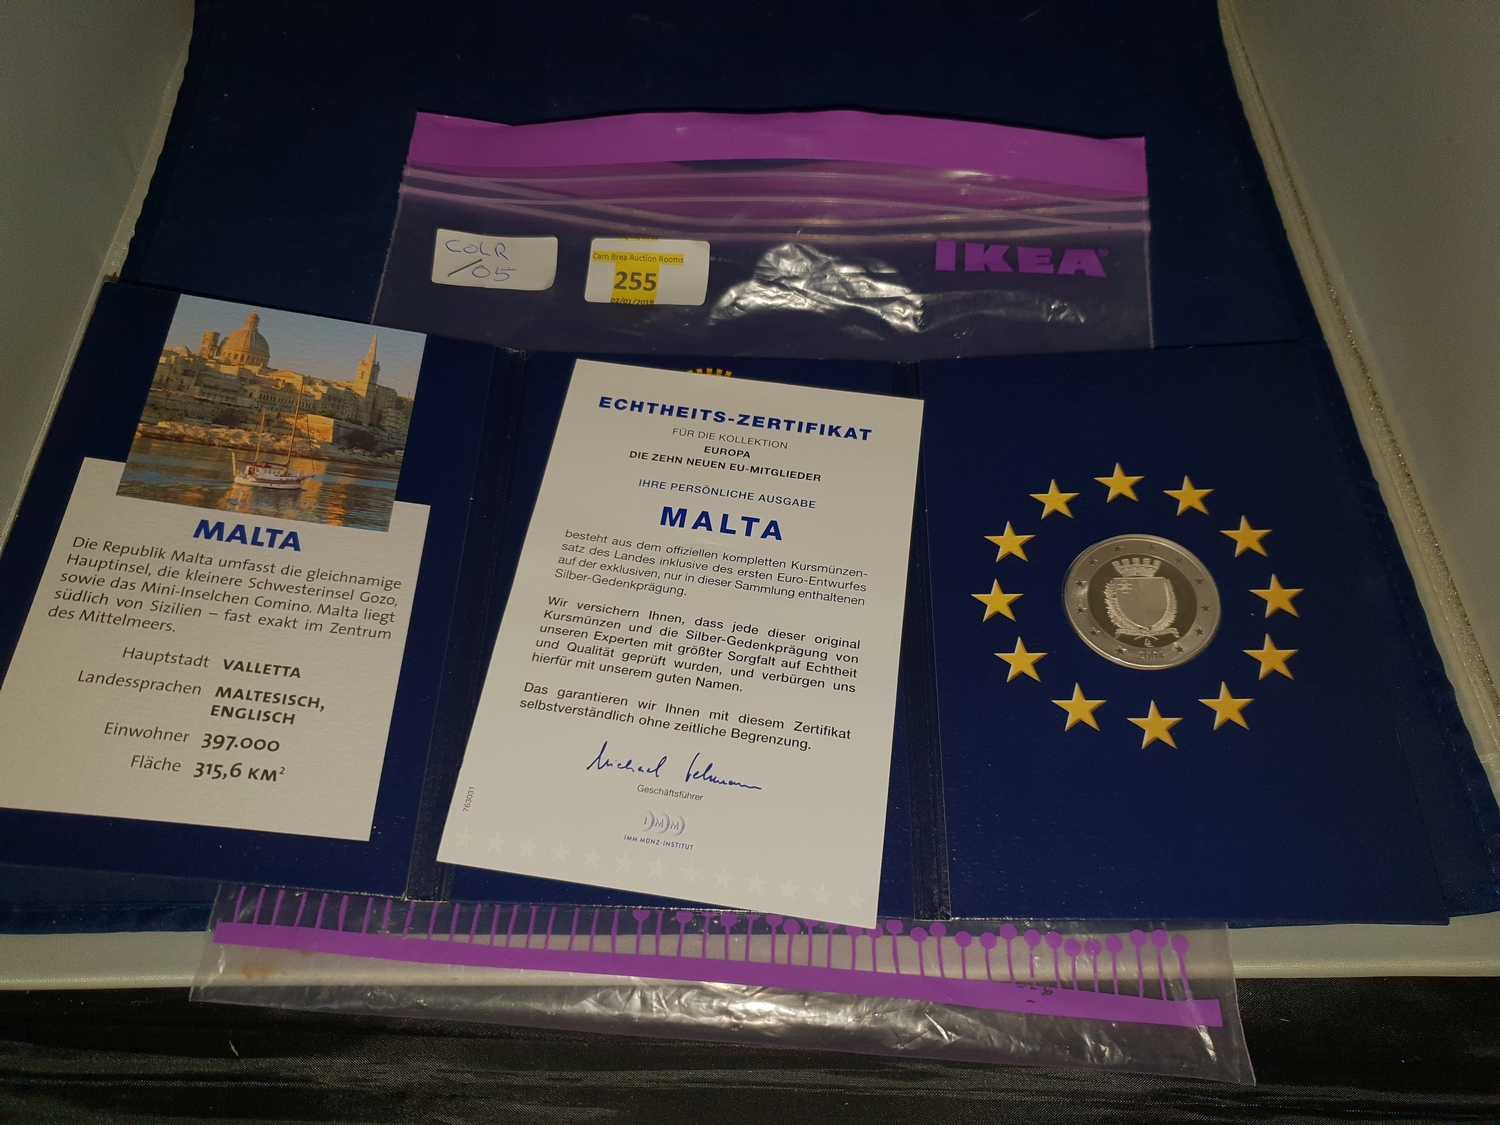 IKEA
COLR
/05
Carn Brea Auction Rooms
255
02/01/2019
MALTA
Die Republik Malta umfasst die gleichnamige
Hauptinsel, die kleinere Schwesterinsel Gozo,
sowie das Mini-Inselchen Comino. Malta liegt
südlich von Sizilien – fast exakt im Zentrum
des Mittelmeers.
Hauptstadt VALLETTA
Landessprachen MALTESISCH,
ENGLISCH
Einwohner 397.000
Fläche 315,6 KM²
ECHTHEITS-ZERTIFIKAT
FÜR DIE KOLLEKTION
EUROPA
DIE ZEHN NEUEN EU-MITGLIEDER
IHRE PERSÖNLICHE AUSGABE
MALTA
besteht aus dem offiziellen kompletten Kursmünzen-
satz des Landes inklusive des ersten Euro-Entwurfes
auf der exklusiven, nur in dieser Sammlung enthaltenen
Silber-Gedenkprägung.
Wir versichern Ihnen, dass jede dieser original
Kursmünzen und die Silber-Gedenkprägung von
unseren Experten mit größter Sorgfalt auf Echtheit
und Qualität geprüft wurden, und verbürgen uns
hierfür mit unserem guten Namen.
Das garantieren wir Ihnen mit diesem Zertifikat
selbstverständlich ohne zeitliche Begrenzung.
Michael
Geschäftsführer
763031
IMM
IMM MÜNZ-INSTITUT